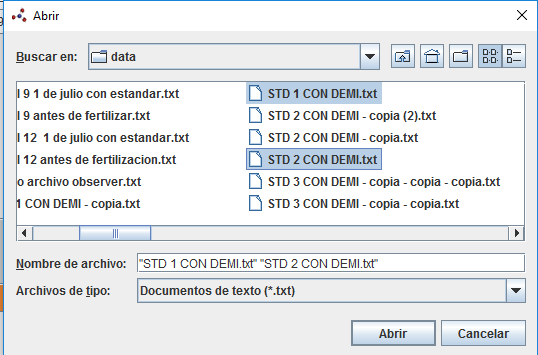 Abrir
Buscar en: data
l 9 1 de julio con estandar.txt
l 9 antes de fertilizar.txt
l 12  1 de julio con estandar.txt
l 12 antes de fertilizacion.txt
o archivo observer.txt
1 CON DEMI - copia.txt
STD 1 CON DEMI.txt
STD 2 CON DEMI - copia (2).txt
STD 2 CON DEMI - copia.txt
STD 2 CON DEMI.txt
STD 3 CON DEMI - copia - copia - copia.txt
STD 3 CON DEMI - copia - copia.txt
Nombre de archivo: "STD 1 CON DEMI.txt" "STD 2 CON DEMI.txt"
Archivos de tipo: Documentos de texto (*.txt)
Abrir Cancelar